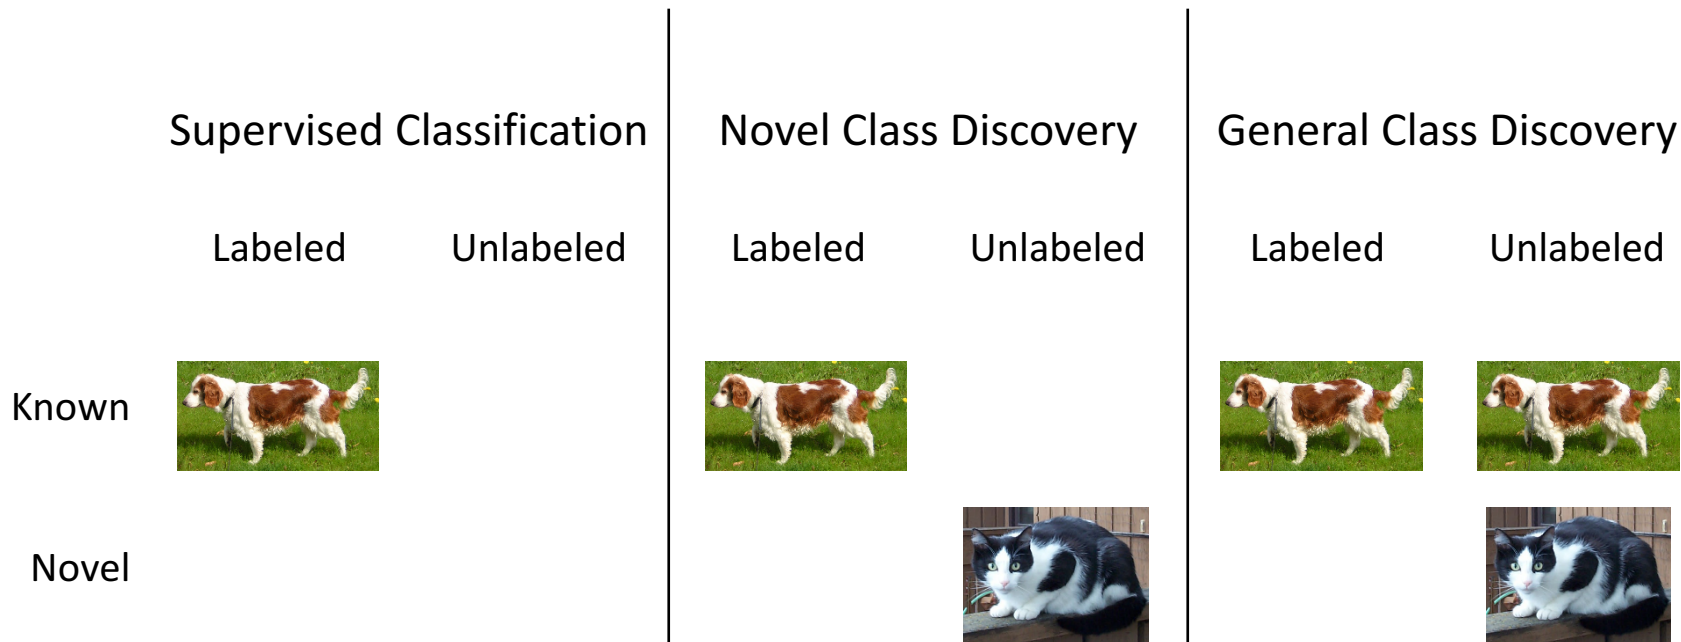 Supervised Classification Novel Class Discovery General Class Discovery
Labeled Unlabeled Labeled Unlabeled Labeled Unlabeled
Known
Novel